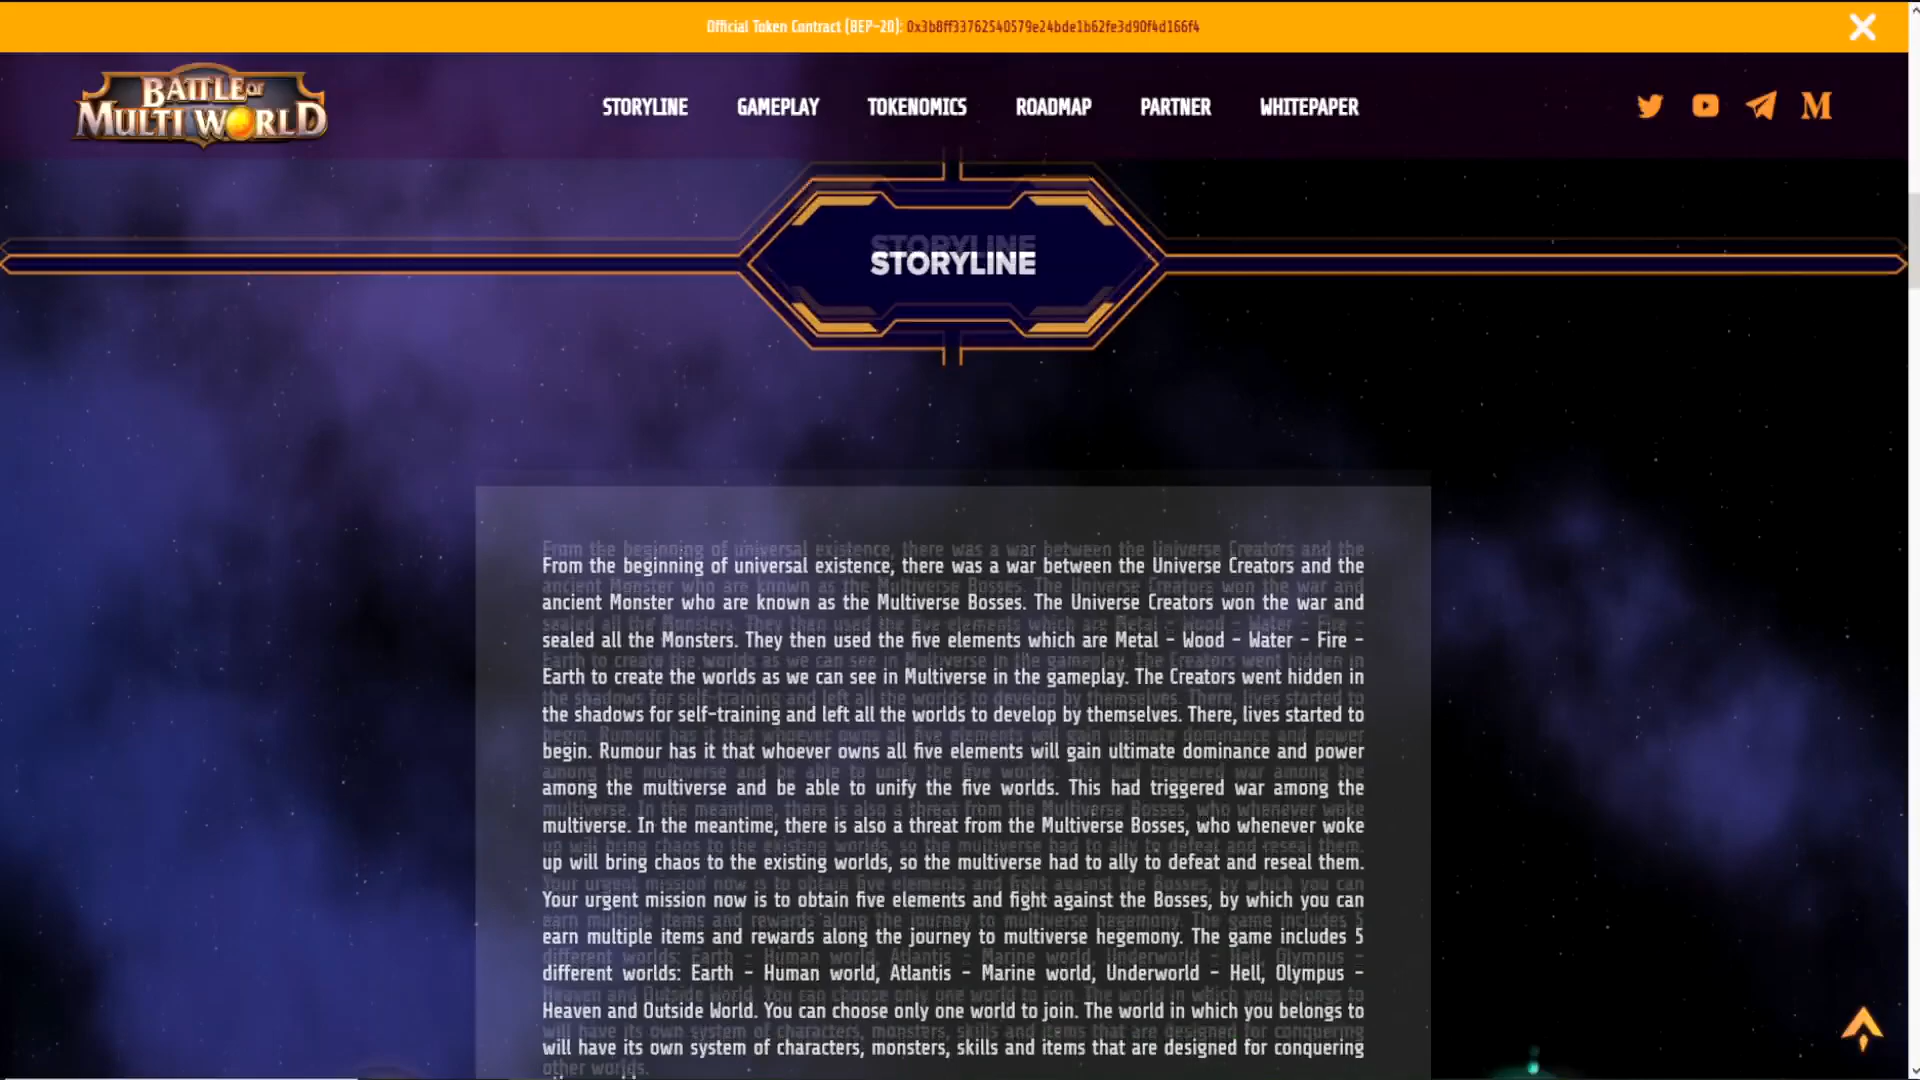 Official Token Contract (BEP-20): 0x3b8ff33762540579e24bde1b62fe3d90f4d166f4
BATTLE OF
MULTI WORLD
STORYLINE GAMEPLAY TOKENOMICS ROADMAP PARTNER WHITEPAPER
STORYLINE
From the beginning of universal existence, there was a war between the Universe Creators and the
ancient Monster who are known as the Multiverse Bosses. The Universe Creators won the war and
sealed all the Monsters. They then used the five elements which are Metal - Wood - Water - Fire -
Earth to create the worlds as we can see in Multiverse in the gameplay. The Creators went hidden in
the shadows for self-training and left all the worlds to develop by themselves. There, lives started to
begin. Rumour has it that whoever owns all five elements will gain ultimate dominance and power
among the multiverse and be able to unify the five worlds. This had triggered war among the
multiverse. In the meantime, there is also a threat from the Multiverse Bosses, who whenever woke
up will bring chaos to the existing worlds, so the multiverse had to ally to defeat and reseal them.
Your urgent mission now is to obtain five elements and fight against the Bosses, by which you can
earn multiple items and rewards along the journey to multiverse hegemony. The game includes 5
different worlds: Earth - Human world, Atlantis - Marine world, Underworld - Hell, Olympus -
Heaven and Outside World. You can choose only one world to join. The world in which you belongs to
will have its own system of characters, monsters, skills and items that are designed for conquering
other worlds.